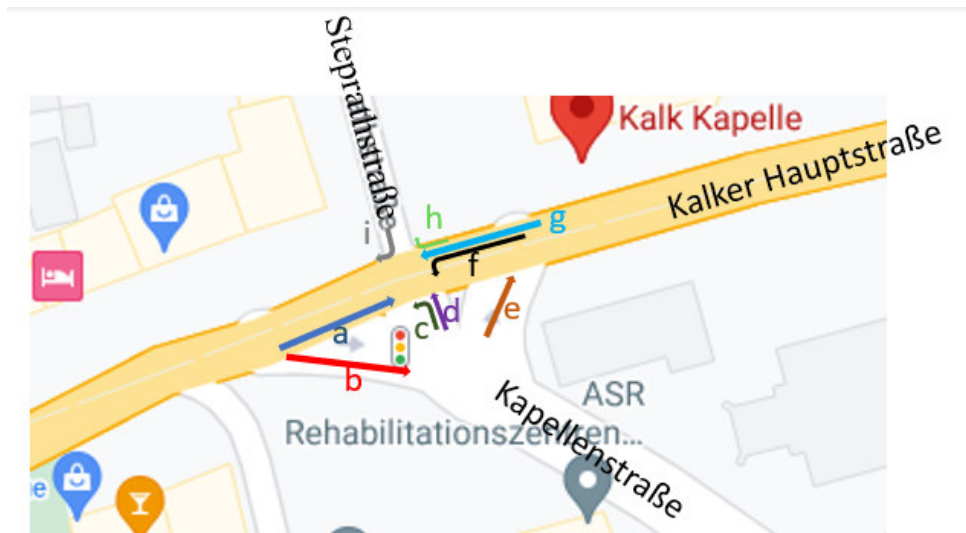 Steprathstraße
Kalk Kapelle
Kalker Hauptstraße
h
g
i
f
a
c
d
e
b
Kapellenstraße
ASR
Rehabilitationszentren...
e